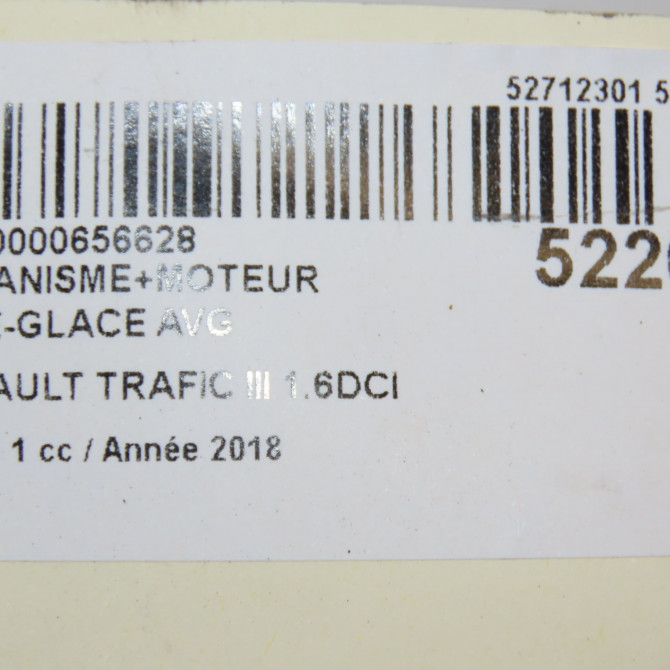 52712301 5
0000656628
522
ANISME+MOTEUR
E-GLACE AVG
AULT TRAFIC III 1.6DCI
1 cc / Année 2018